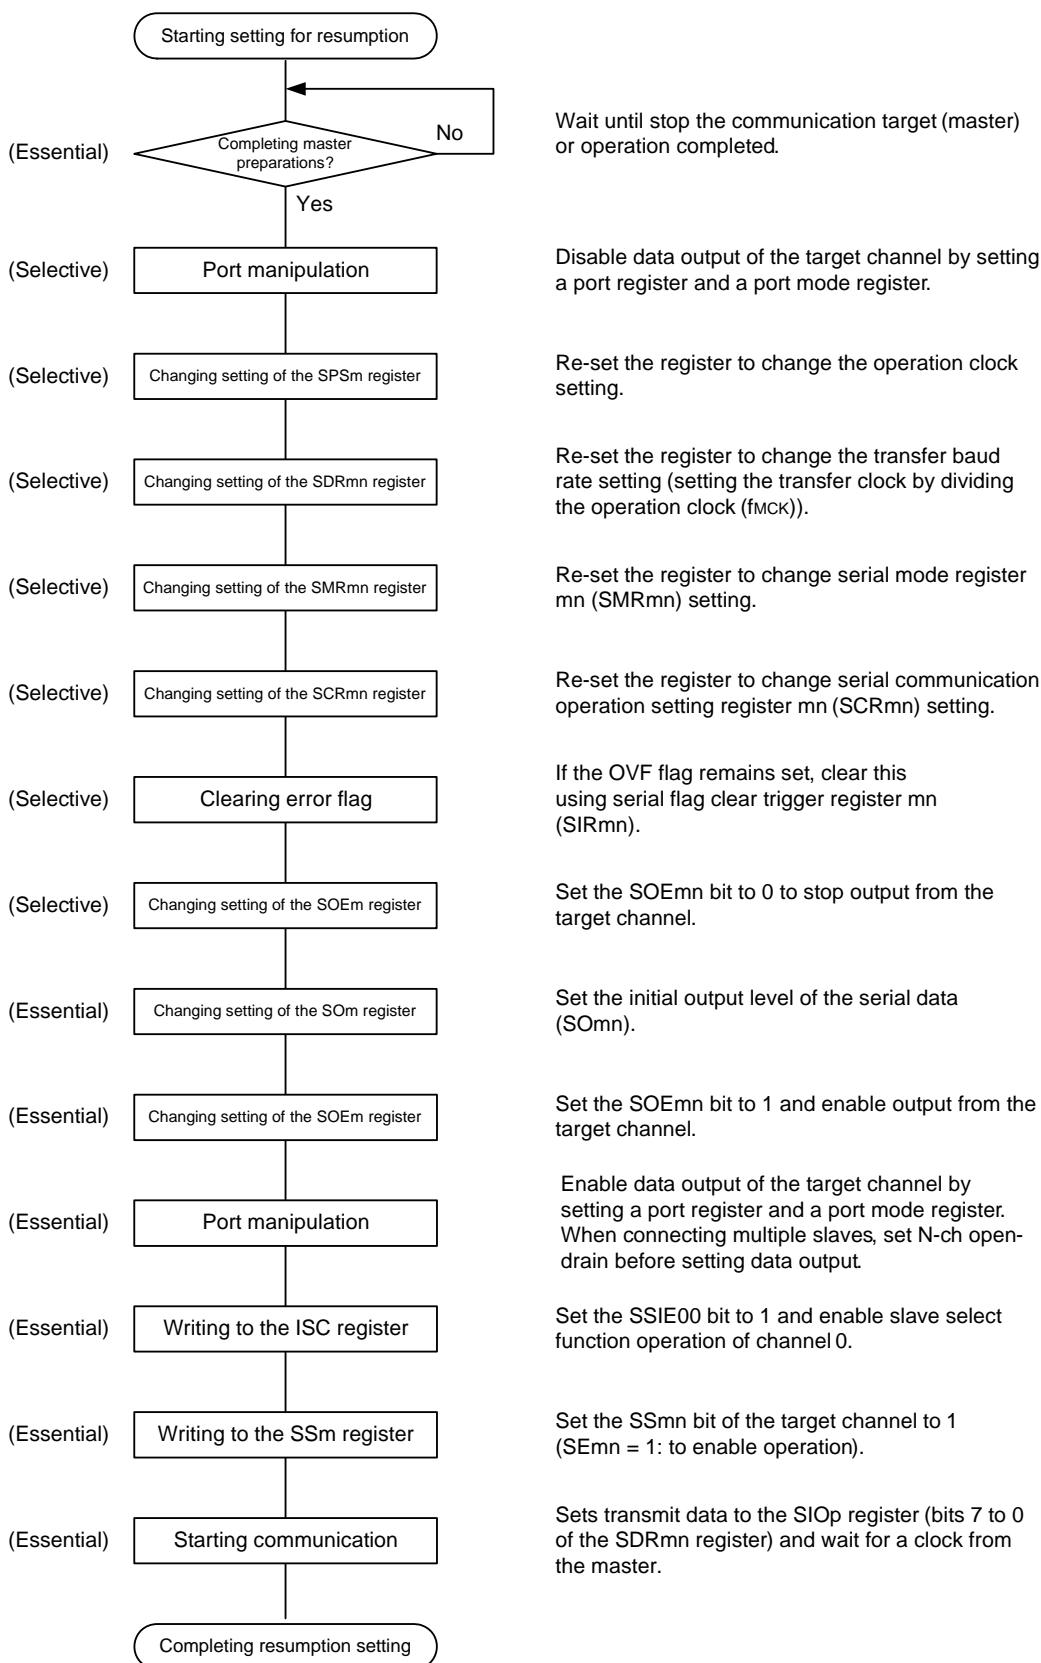 Starting setting for resumption
(Essential)
Completing master
preparations?
No
Yes
Wait until stop the communication target (master)
or operation completed.
(Selective)
Port manipulation
Disable data output of the target channel by setting
a port register and a port mode register.
(Selective)
Changing setting of the SPSm register
Re-set the register to change the operation clock
setting.
(Selective)
Changing setting of the SDRmn register
Re-set the register to change the transfer baud
rate setting (setting the transfer clock by dividing
the operation clock (fMCK)).
(Selective)
Changing setting of the SMRmn register
Re-set the register to change serial mode register
mn (SMRmn) setting.
(Selective)
Changing setting of the SCRmn register
Re-set the register to change serial communication
operation setting register mn (SCRmn) setting.
(Selective)
Clearing error flag
If the OVF flag remains set, clear this
using serial flag clear trigger register mn
(SIRmn).
(Selective)
Changing setting of the SOEm register
Set the SOEmn bit to 0 to stop output from the
target channel.
(Essential)
Changing setting of the SOm register
Set the initial output level of the serial data
(SOmn).
(Essential)
Changing setting of the SOEm register
Set the SOEmn bit to 1 and enable output from the
target channel.
(Essential)
Port manipulation
Enable data output of the target channel by
setting a port register and a port mode register.
When connecting multiple slaves, set N-ch open-
drain before setting data output.
(Essential)
Writing to the ISC register
Set the SSIE00 bit to 1 and enable slave select
function operation of channel 0.
(Essential)
Writing to the SSm register
Set the SSmn bit of the target channel to 1
(SEmn = 1: to enable operation).
(Essential)
Starting communication
Sets transmit data to the SIOp register (bits 7 to 0
of the SDRmn register) and wait for a clock from
the master.
Completing resumption setting